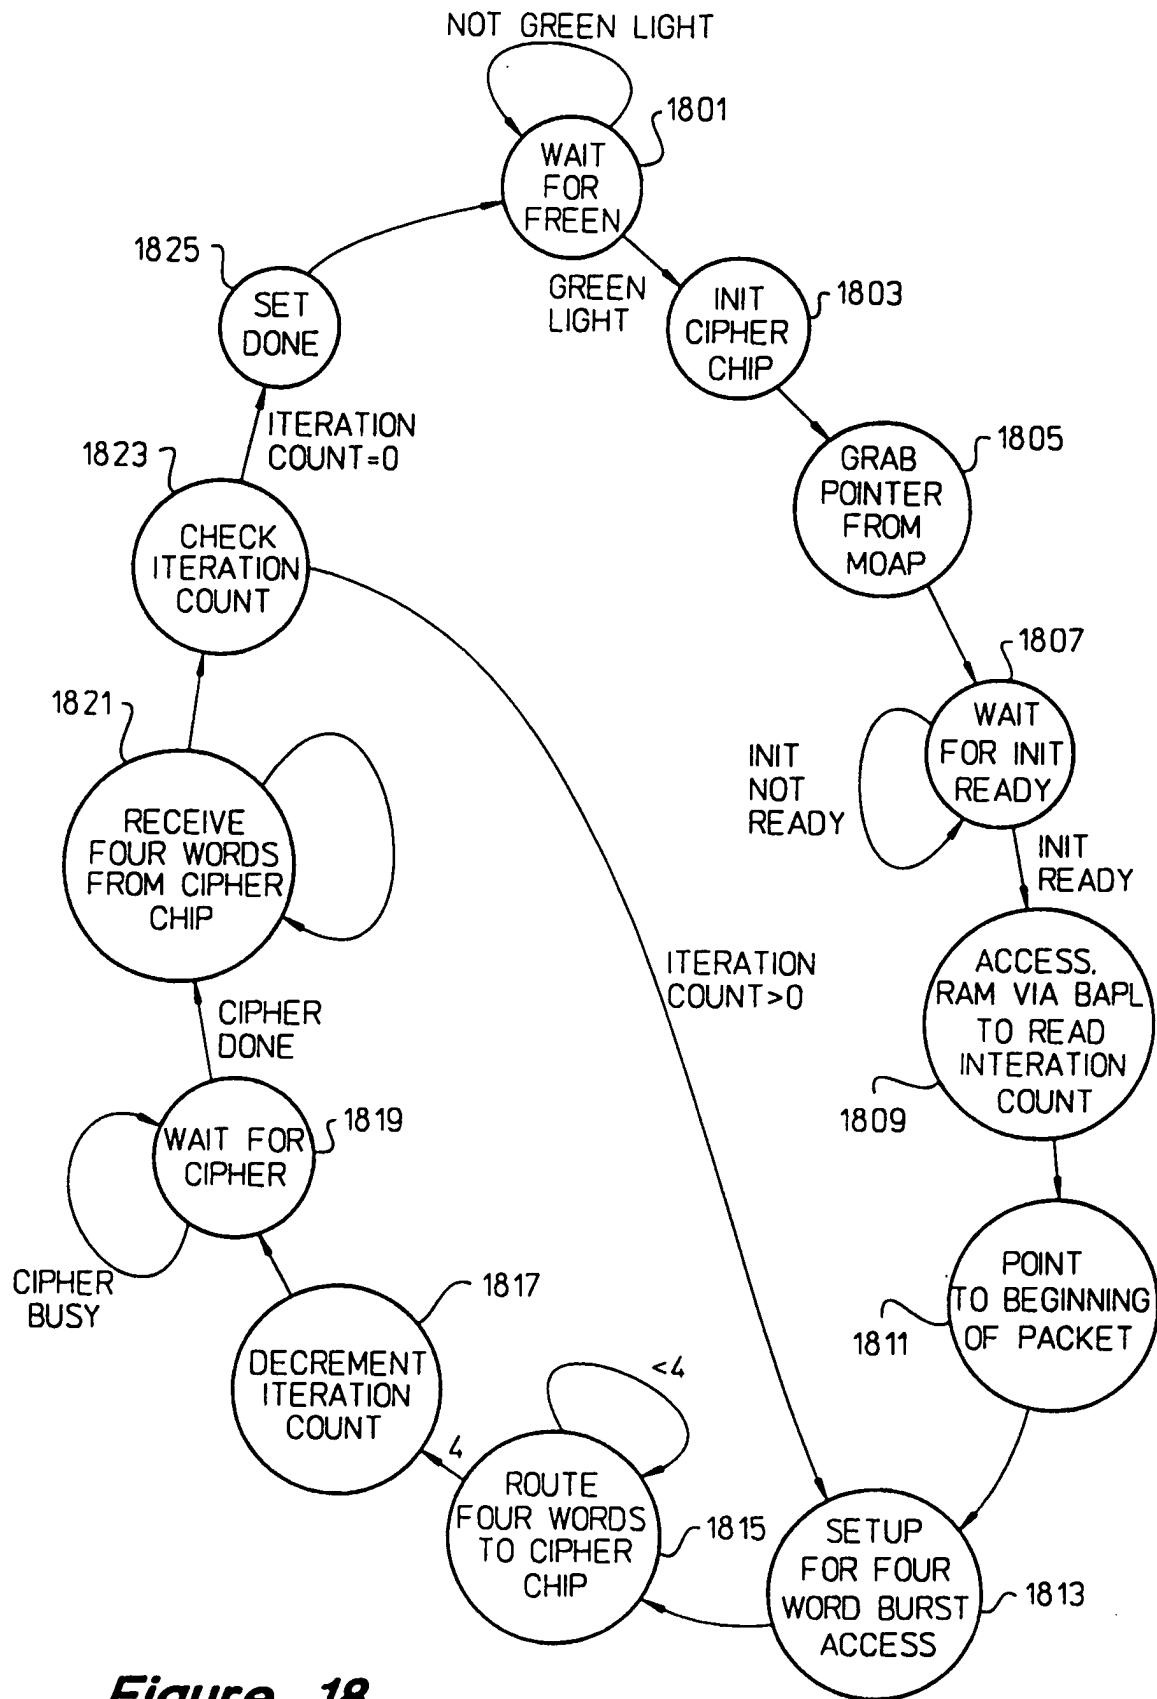 NOT GREEN LIGHT
1801
WAIT
FOR
FREEN
GREEN
LIGHT
INIT
CIPHER
CHIP
1803
GRAB
POINTER
FROM
MOAP
1805
1807
WAIT
FOR INIT
READY
INIT
NOT
READY
INIT
READY
ACCESS.
RAM VIA BAPL
TO READ
INTERATION
COUNT
1809
POINT
TO BEGINNING
OF PACKET
1811
SETUP
FOR FOUR
WORD BURST
ACCESS
1813
ROUTE
FOUR WORDS
TO CIPHER
CHIP
1815
<4
4
DECREMENT
ITERATION
COUNT
1817
WAIT FOR
CIPHER
1819
CIPHER
BUSY
CIPHER
DONE
RECEIVE
FOUR WORDS
FROM CIPHER
CHIP
1821
CHECK
ITERATION
COUNT
1823
ITERATION
COUNT>0
ITERATION
COUNT=0
SET
DONE
1825
Figure 18